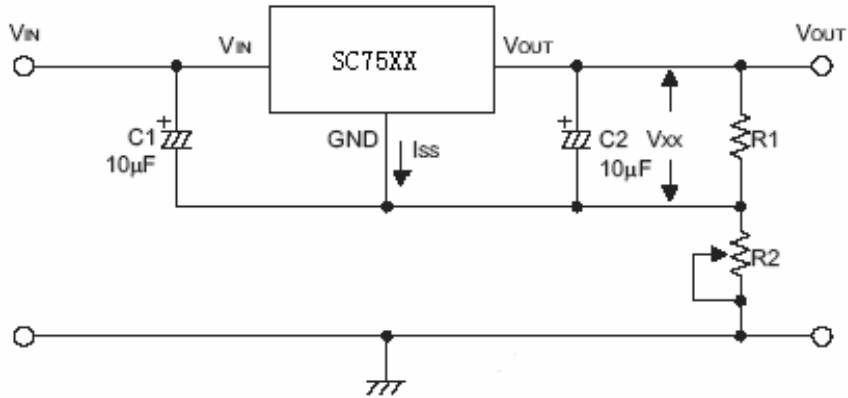 VIN
VIN
SC75XX
VOUT
VOUT
C1
10μF
GND
ISS
C2
10μF
VXX
R1
R2